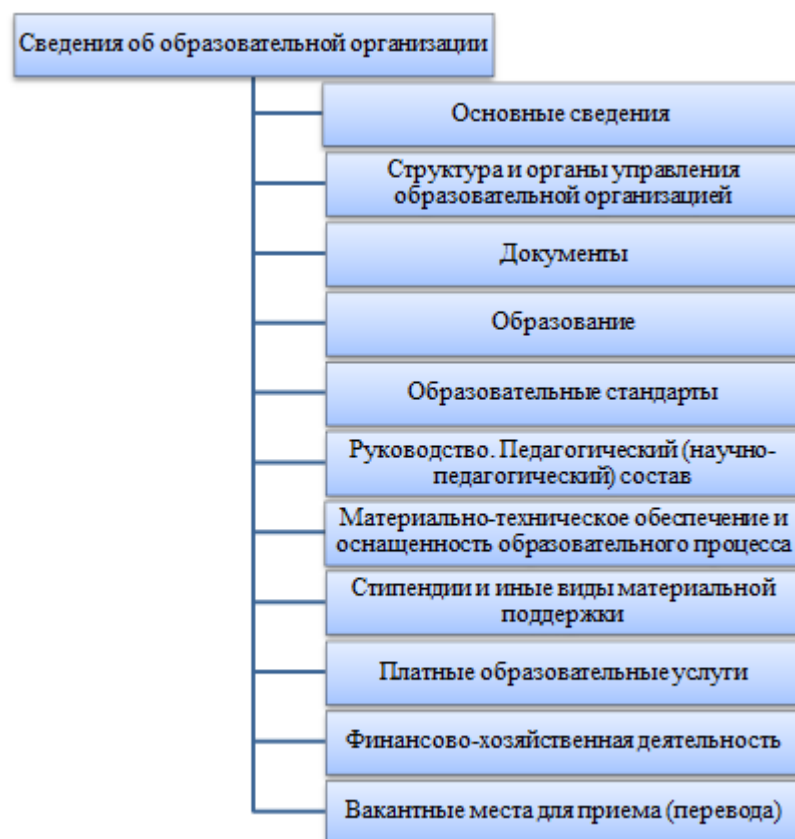 Сведения об образовательной организации
Основные сведения
Структура и органы управления
образовательной организацией
Документы
Образование
Образовательные стандарты
Руководство. Педагогический (научно-
педагогический) состав
Материально-техническое обеспечение и
оснащенность образовательного процесса
Стипендии и иные виды материальной
поддержки
Платные образовательные услуги
Финансово-хозяйственная деятельность
Вакантные места для приема (перевода)